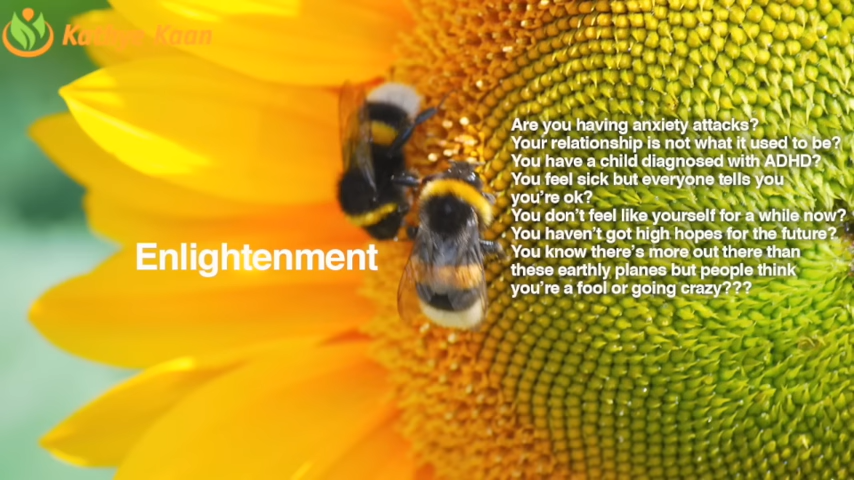 Kaan
Enlightenment
Are you having anxiety attacks?
Your relationship is not what it used to be?
You have a child diagnosed with ADHD?
You feel sick but everyone tells you
you're ok?
You don't feel like yourself for a while now?
You haven't got high hopes for the future?
You know there's more out there than
these earthly planes but people think
you're a fool or going crazy???